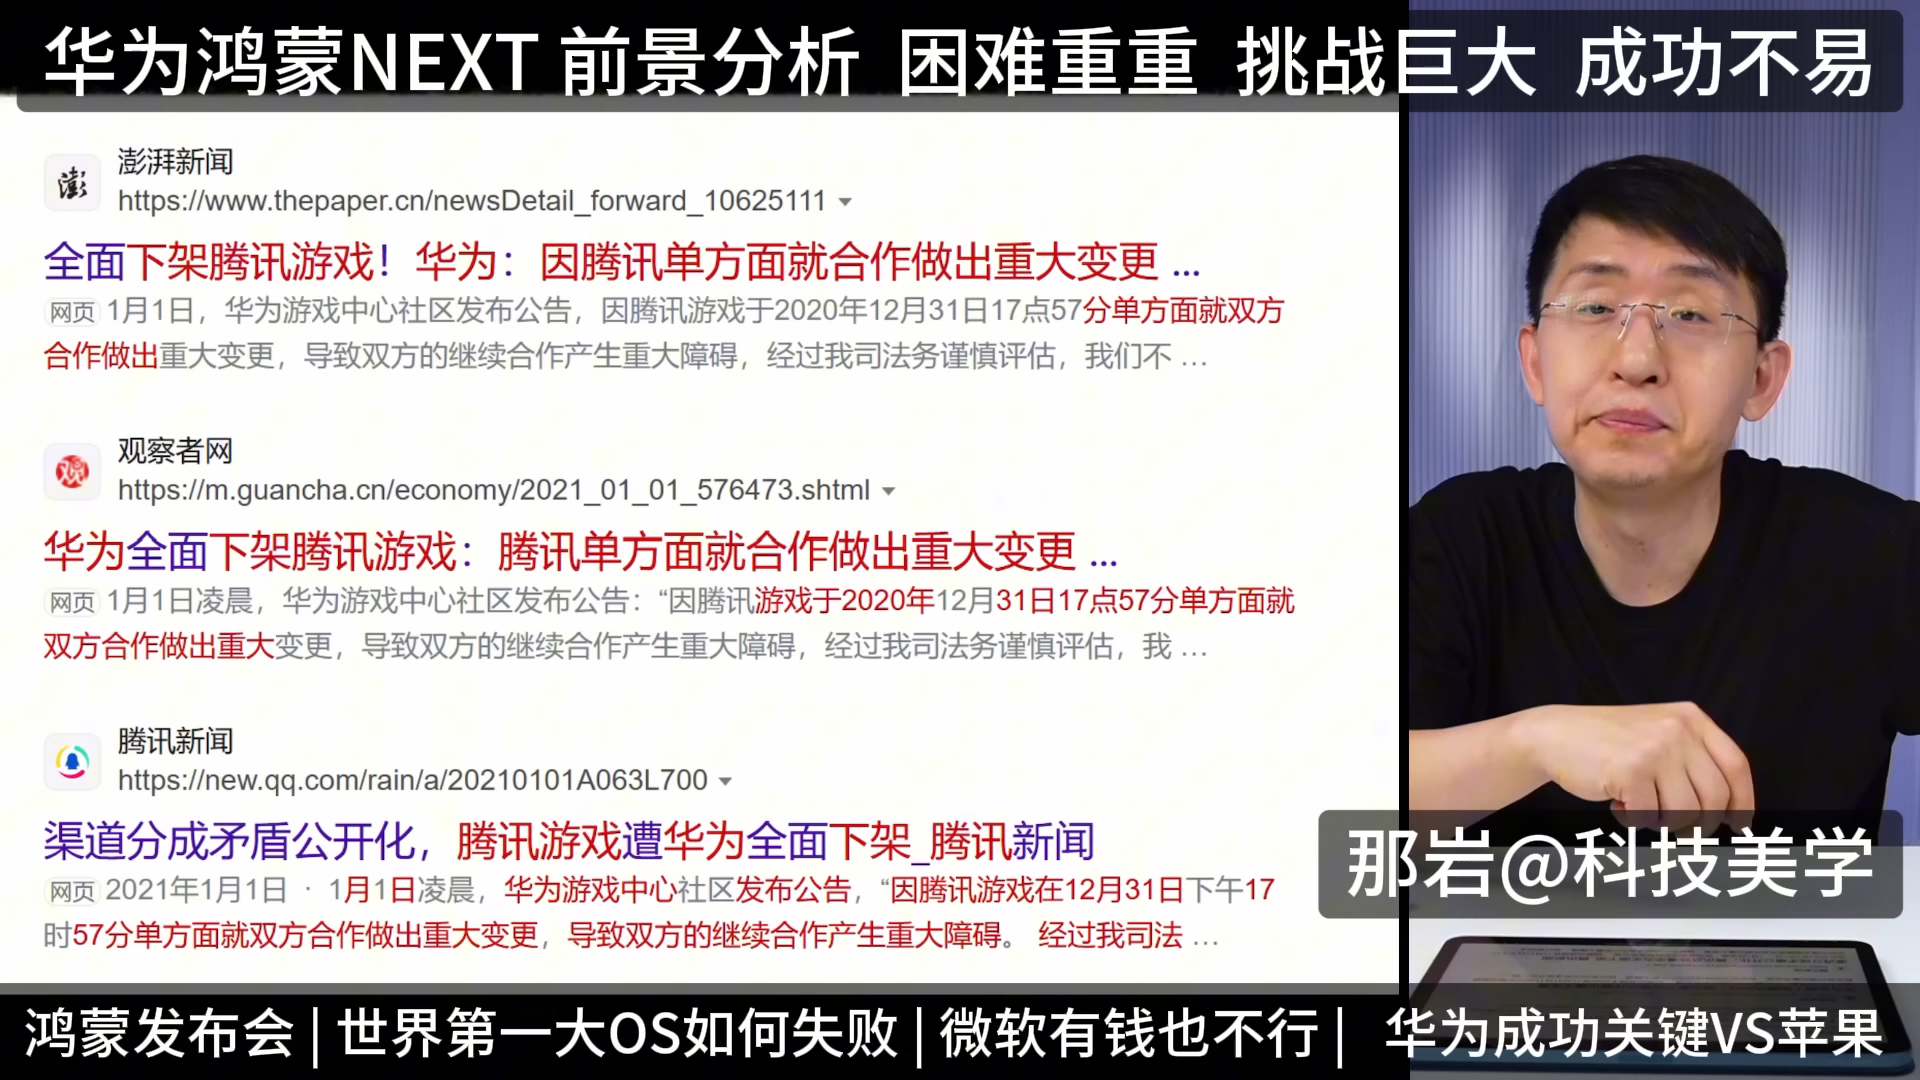 华为鸿蒙NEXT 前景分析 困难重重 挑战巨大 成功不易
澎
澎湃新闻
https://www.thepaper.cn/newsDetail_forward_10625111
全面下架腾讯游戏！华为：因腾讯单方面就合作做出重大变更 ...
网页 1月1日，华为游戏中心社区发布公告，因腾讯游戏于2020年12月31日17点57分单方面就双方
合作做出重大变更，导致双方的继续合作产生重大障碍，经过我司法务谨慎评估，我们不 …
观
观察者网
https://m.guancha.cn/economy/2021_01_01_576473.shtml
华为全面下架腾讯游戏：腾讯单方面就合作做出重大变更 ...
网页 1月1日凌晨，华为游戏中心社区发布公告：“因腾讯游戏于2020年12月31日17点57分单方面就
双方合作做出重大变更，导致双方的继续合作产生重大障碍，经过我司法务谨慎评估，我 …
腾讯新闻
https://new.qq.com/rain/a/20210101A063L700
渠道分成矛盾公开化，腾讯游戏遭华为全面下架_腾讯新闻
网页 2021年1月1日 · 1月1日凌晨，华为游戏中心社区发布公告，“因腾讯游戏在12月31日下午17
时57分单方面就双方合作做出重大变更，导致双方的继续合作产生重大障碍。 经过我司法 …
那岩@科技美学
鸿蒙发布会 | 世界第一大OS如何失败 | 微软有钱也不行 | 华为成功关键VS苹果